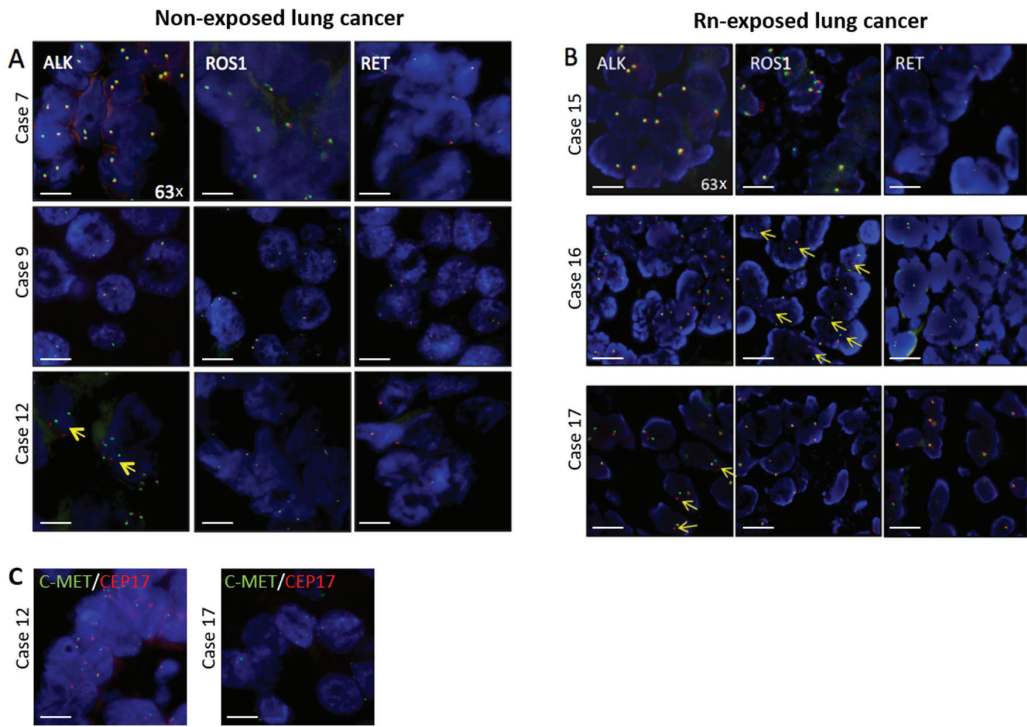 Non-exposed lung cancer
Rn-exposed lung cancer
A
ALK
ROS1
RET
Case 7
63x
Case 9
Case 12
B
ALK
ROS1
RET
Case 15
63x
Case 16
Case 17
C
C-MET/CEP17
Case 12
C-MET/CEP17
Case 17